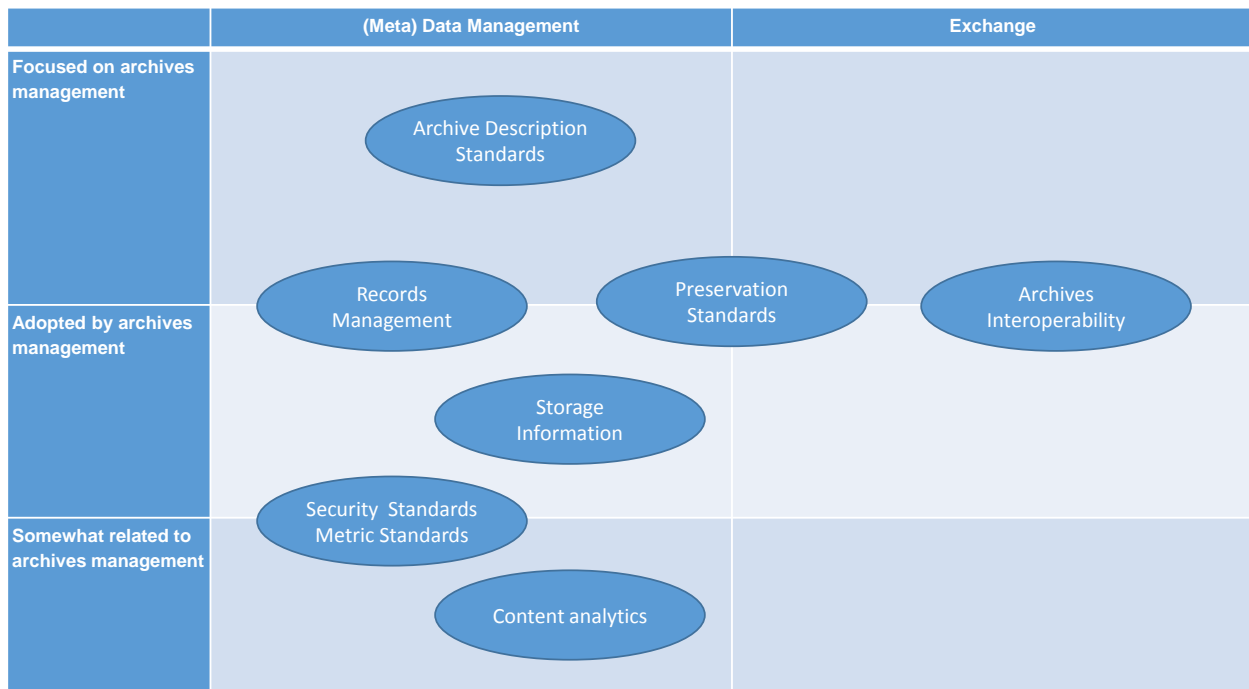 (Meta) Data Management
Exchange
Focused on archives
management
Archive Description
Standards
Records
Management
Preservation
Standards
Archives
Interoperability
Adopted by archives
management
Storage
Information
Security  Standards
Metric Standards
Somewhat related to
archives management
Content analytics